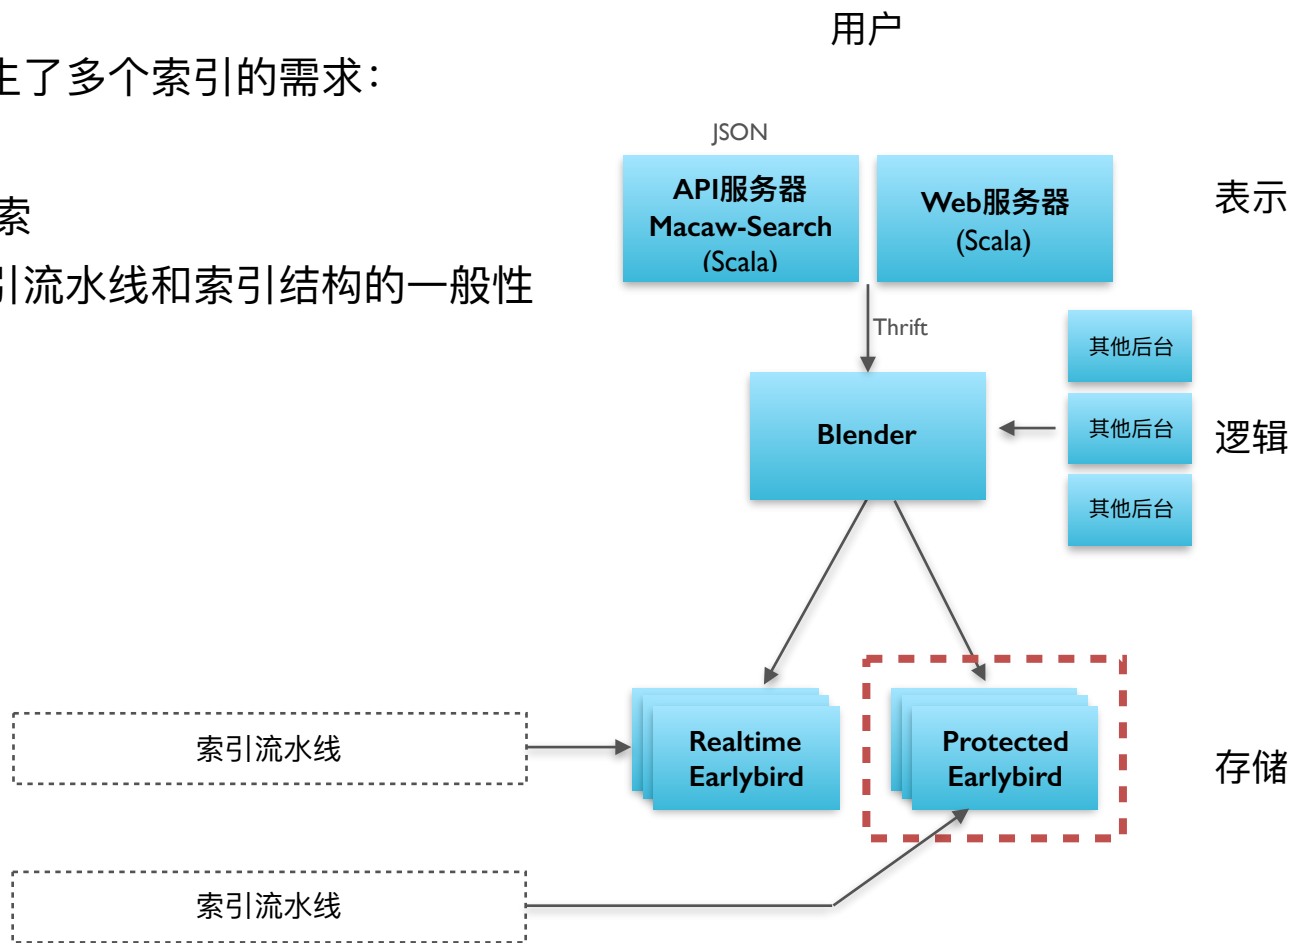 用户
生了多个索引的需求：
JSON
API服务器
Macaw-Search
(Scala)
Web服务器
(Scala)
表示
索
引流水线和索引结构的一般性
Thrift
其他后台
Blender
其他后台
逻辑
其他后台
索引流水线
Realtime
Earlybird
Protected
Earlybird
存储
索引流水线